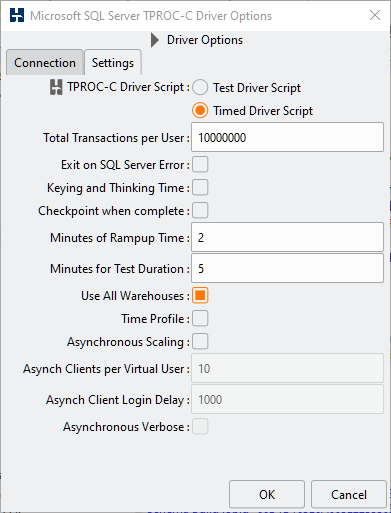 Microsoft SQL Server TPROC-C Driver Options
Driver Options
Connection Settings
TPROC-C Driver Script : Test Driver Script
Timed Driver Script
Total Transactions per User : 10000000
Exit on SQL Server Error :
Keying and Thinking Time :
Checkpoint when complete :
Minutes of Rampup Time : 2
Minutes for Test Duration : 5
Use All Warehouses :
Time Profile :
Asynchronous Scaling :
Asynch Clients per Virtual User : 10
Asynch Client Login Delay : 1000
Asynchronous Verbose :
OK Cancel